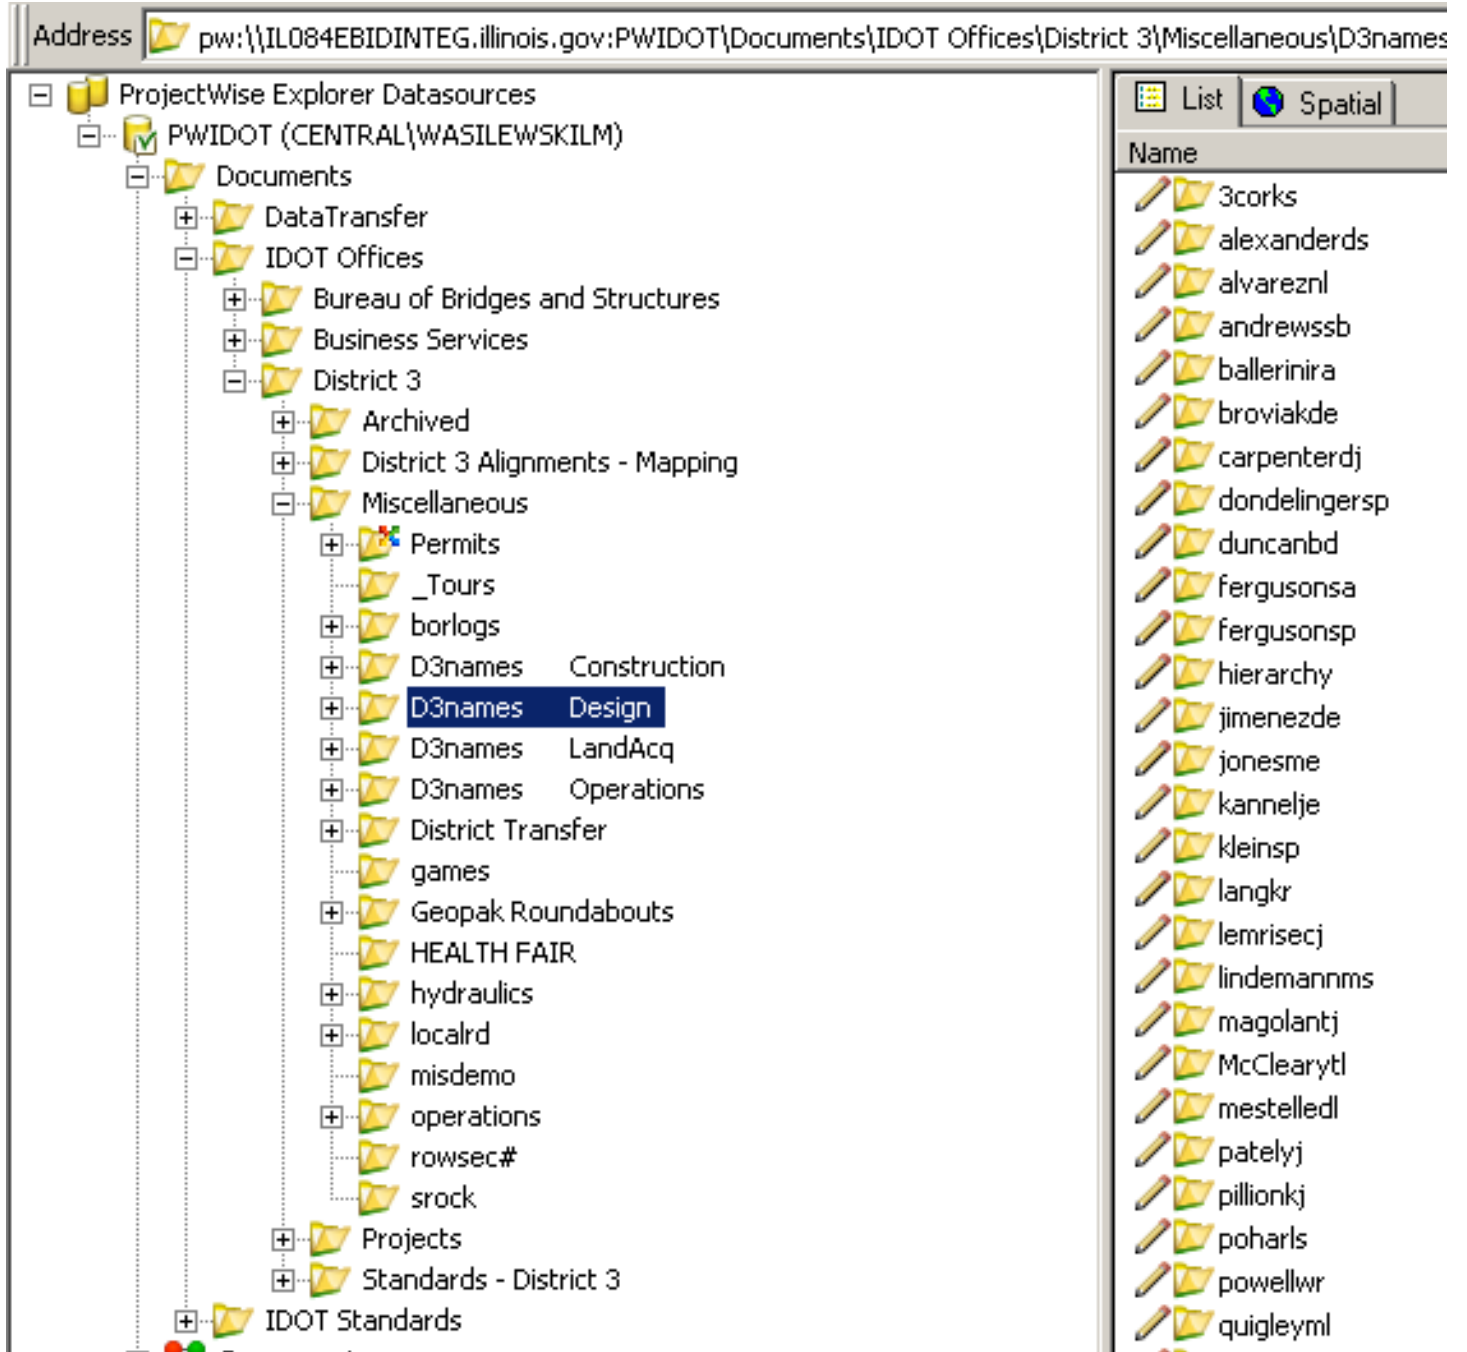 Address pw:\\IL084EBIDINTEG.illinois.gov:PWIDOT\Documents\IDOT Offices\District 3\Miscellaneous\D3names
ProjectWise Explorer Datasources
PWIDOT (CENTRAL\WASILEWSKILM)
Documents
DataTransfer
IDOT Offices
Bureau of Bridges and Structures
Business Services
District 3
Archived
District 3 Alignments - Mapping
Miscellaneous
Permits
_Tours
borlogs
D3names Construction
D3names Design
D3names LandAcq
D3names Operations
District Transfer
games
Geopak Roundabouts
HEALTH FAIR
hydraulics
localrd
misdemo
operations
rowsec#
srock
Projects
Standards - District 3
IDOT Standards
List Spatial
Name
3corks
alexanderds
alvareznl
andrewssb
ballerinira
broviakde
carpenterdj
dondelingersp
duncanbd
fergusonsa
fergusonsp
hierarchy
jimenezde
jonesme
kannelje
kleinsp
langkr
lemrisecj
lindemannms
magolantj
McClearytl
mestelledl
patelyj
pillionkj
poharls
powellwr
quigleyml